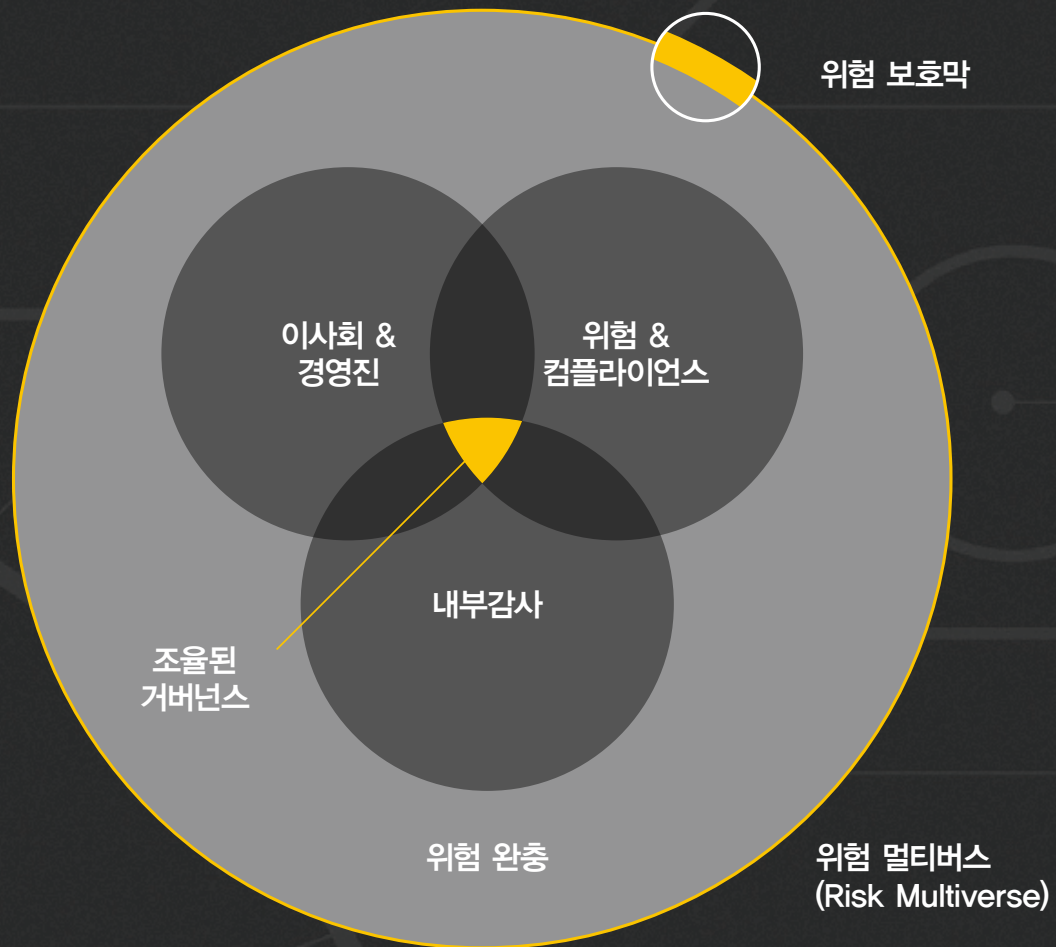 위험 보호막
이사회 &
경영진
위험 &
컴플라이언스
내부감사
조율된
거버넌스
위험 완충
위험 멀티버스
(Risk Multiverse)